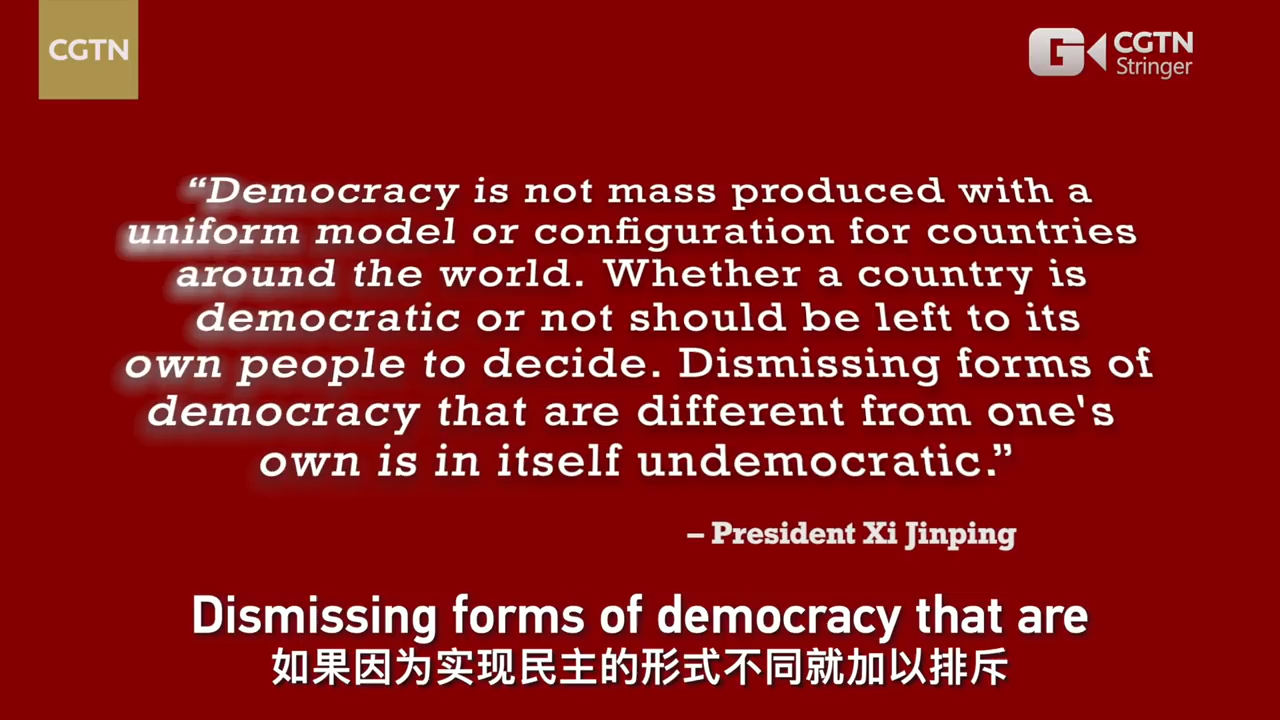 CGTN
CGTN
Stringer
“Democracy is not mass produced with a
uniform model or configuration for countries
around the world. Whether a country is
democratic or not should be left to its
own people to decide. Dismissing forms of
democracy that are different from one's
own is in itself undemocratic.”
– President Xi Jinping
Dismissing forms of democracy that are
如果因为实现民主的形式不同就加以排斥